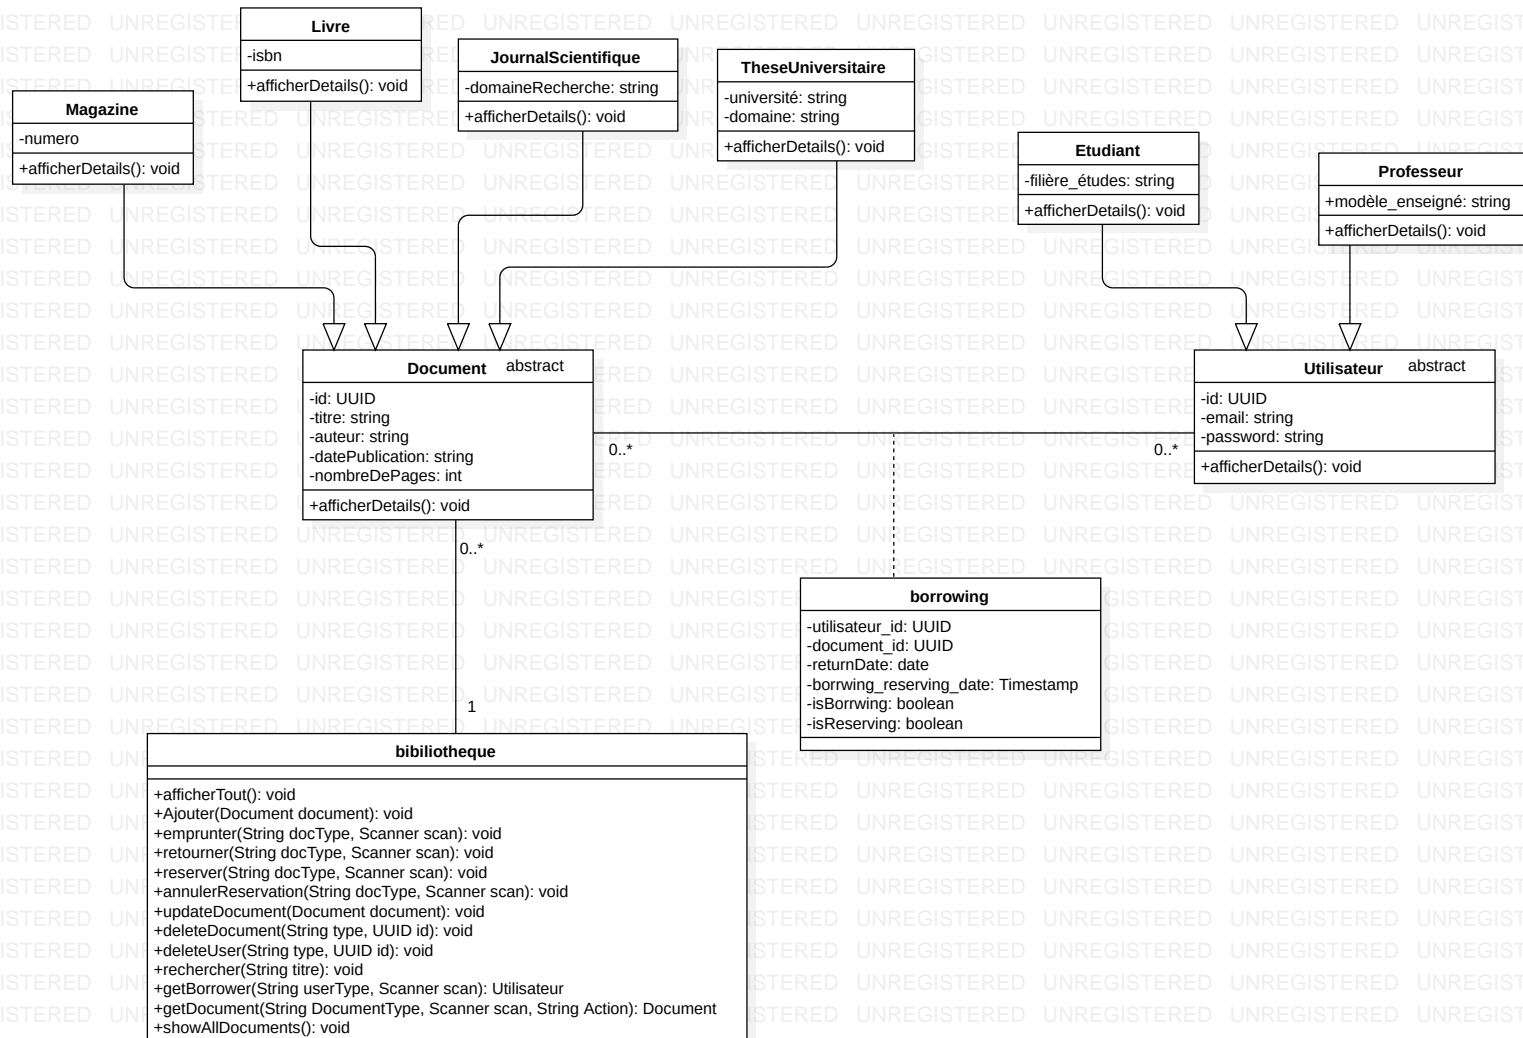 Livre
-isbn
+afficherDetails(): void
JournalScientifique
-domaineRecherche: string
+afficherDetails(): void
TheseUniversitaire
-université: string
-domaine: string
+afficherDetails(): void
Magazine
-numero
+afficherDetails(): void
Etudiant
-filière_études: string
+afficherDetails(): void
Professeur
+modèle_enseigné: string
+afficherDetails(): void
Document abstract
-id: UUID
-titre: string
-auteur: string
-datePublication: string
-nombreDePages: int
+afficherDetails(): void
Utilisateur abstract
-id: UUID
-email: string
-password: string
+afficherDetails(): void
0..*
0..*
0..*
1
borrowing
-utilisateur_id: UUID
-document_id: UUID
-returnDate: date
-borrwing_reserving_date: Timestamp
-isBorrwing: boolean
-isReserving: boolean
bibiliotheque
+afficherTout(): void
+Ajouter(Document document): void
+emprunter(String docType, Scanner scan): void
+retourner(String docType, Scanner scan): void
+reserver(String docType, Scanner scan): void
+annulerReservation(String docType, Scanner scan): void
+updateDocument(Document document): void
+deleteDocument(String type, UUID id): void
+deleteUser(String type, UUID id): void
+rechercher(String titre): void
+getBorrower(String userType, Scanner scan): Utilisateur
+getDocument(String DocumentType, Scanner scan, String Action): Document
+showAllDocuments(): void
UNREGISTERED